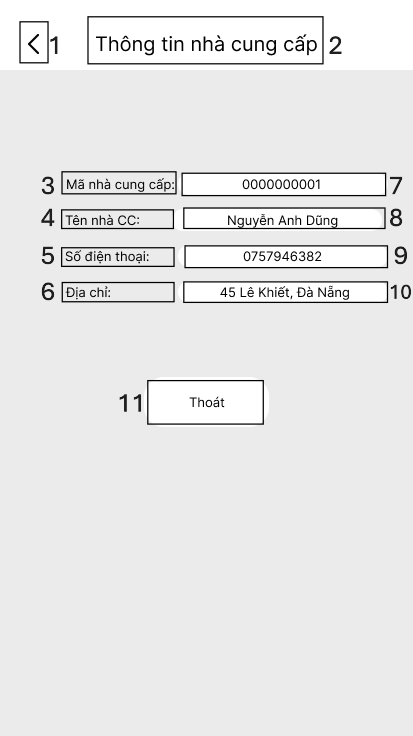 1 Thông tin nhà cung cấp 2
3 Mã nhà cung cấp: 0000000001 7
4 Tên nhà CC: Nguyễn Anh Dũng 8
5 Số điện thoại: 0757946382 9
6 Địa chỉ: 45 Lê Khiết, Đà Nẵng 10
11 Thoát